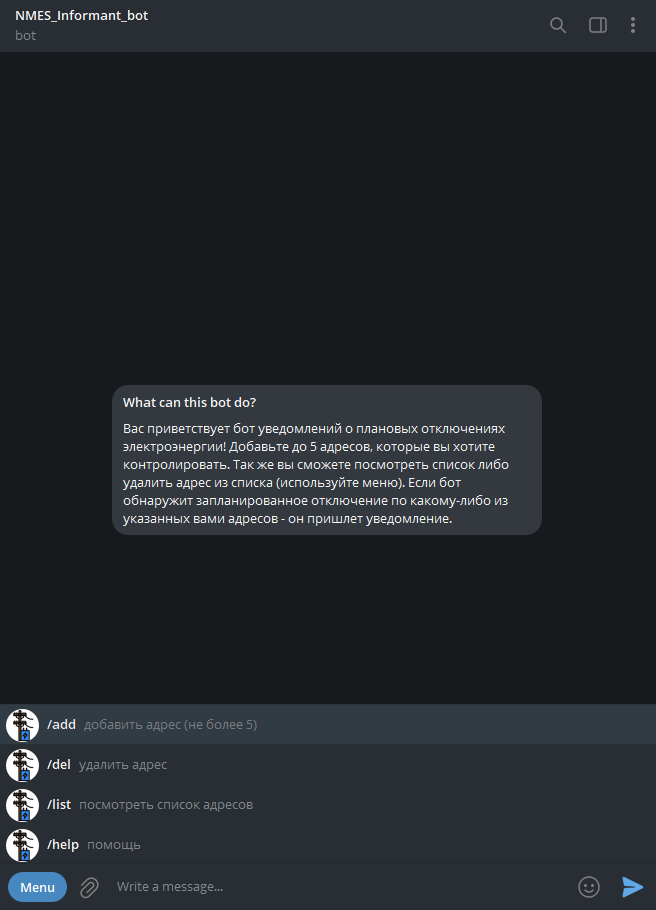 NMES_Informant_bot
bot
What can this bot do?
Вас приветствует бот уведомлений о плановых отключениях
электроэнергии! Добавьте до 5 адресов, которые вы хотите
контролировать. Так же вы сможете посмотреть список либо
удалить адрес из списка (используйте меню). Если бот
обнаружит запланированное отключение по какому-либо из
указанных вами адресов - он пришлет уведомление.
/add добавить адрес (не более 5)
/del удалить адрес
/list посмотреть список адресов
/help помощь
Menu Write a message...